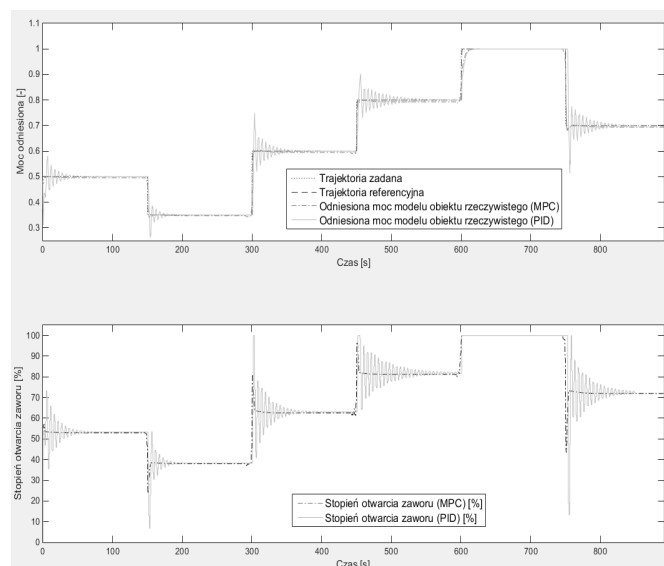 1.1
1
0.9
0.8
0.7
0.6
0.5
0.4
0.3
Moc odniesiona [-]
Trajektoria zadana
Trajektoria referencyjna
Odniesiona moc modelu obiektu rzeczywistego (MPC)
Odniesiona moc modelu obiektu rzeczywistego (PID)
0 100 200 300 400 500 600 700 800
Czas [s]
100
90
80
70
60
50
40
30
20
10
0
Stopień otwarcia zaworu [%]
Stopień otwarcia zaworu (MPC) [%]
Stopień otwarcia zaworu (PID) [%]
0 100 200 300 400 500 600 700 800
Czas [s]